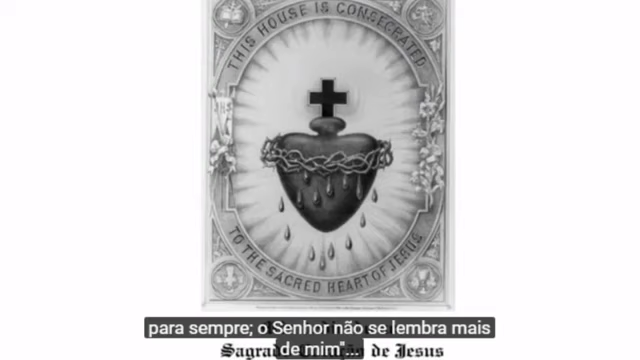 THIS HOUSE IS CONSECRATED
TO THE SACRED HEART OF JESUS
para sempre; o Senhor não se lembra mais
de mim"...
de Jesus